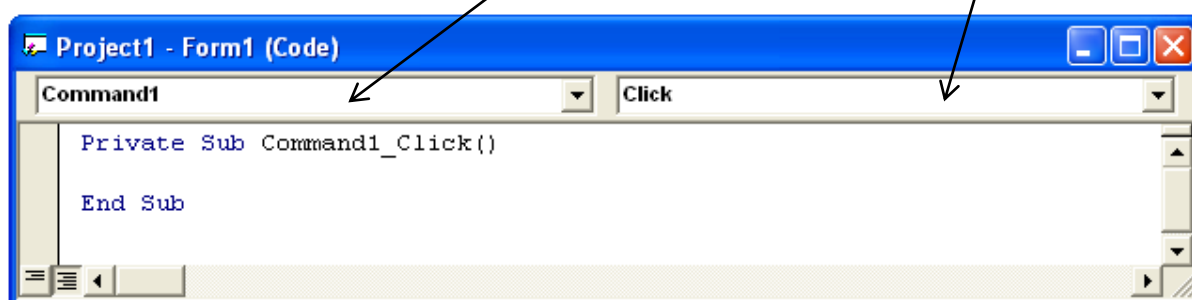 Project1 - Form1 (Code)
Command1 Click
Private Sub Command1_Click()
End Sub